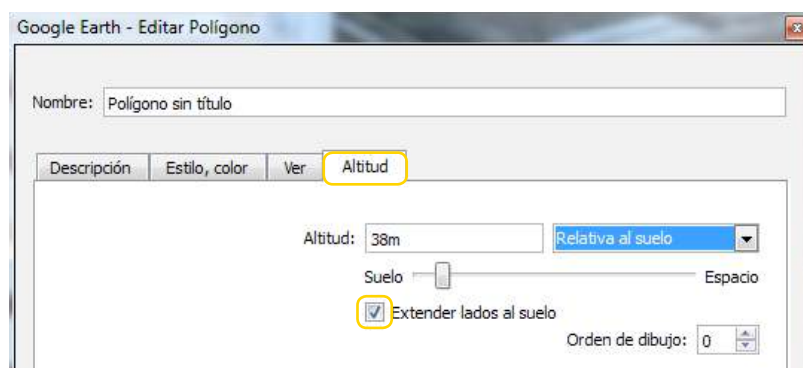 Google Earth - Editar Polígono
Nombre: Polígono sin título
Descripción Estilo, color Ver Altitud
Altitud: 38m Relativa al suelo
Suelo Espacio
Extender lados al suelo
Orden de dibujo: 0